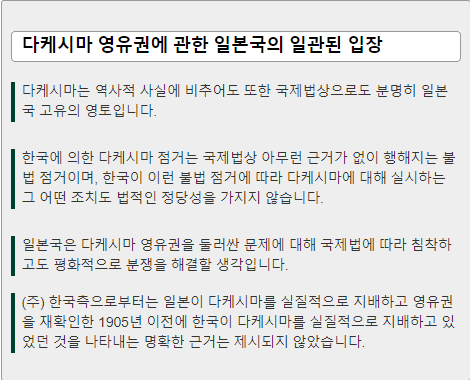 다케시마 영유권에 관한 일본국의 일관된 입장
다케시마는 역사적 사실에 비추어도 또한 국제법상으로도 분명히 일본
국 고유의 영토입니다.
한국에 의한 다케시마 점거는 국제법상 아무런 근거가 없이 행해지는 불
법 점거이며, 한국이 이런 불법 점거에 따라 다케시마에 대해 실시하는
그 어떤 조치도 법적인 정당성을 가지지 않습니다.
일본국은 다케시마 영유권을 둘러싼 문제에 대해 국제법에 따라 침착하
고도 평화적으로 분쟁을 해결할 생각입니다.
(주) 한국측으로부터는 일본이 다케시마를 실질적으로 지배하고 영유권
을 재확인한 1905년 이전에 한국이 다케시마를 실질적으로 지배하고 있
었던 것을 나타내는 명확한 근거는 제시되지 않았습니다.